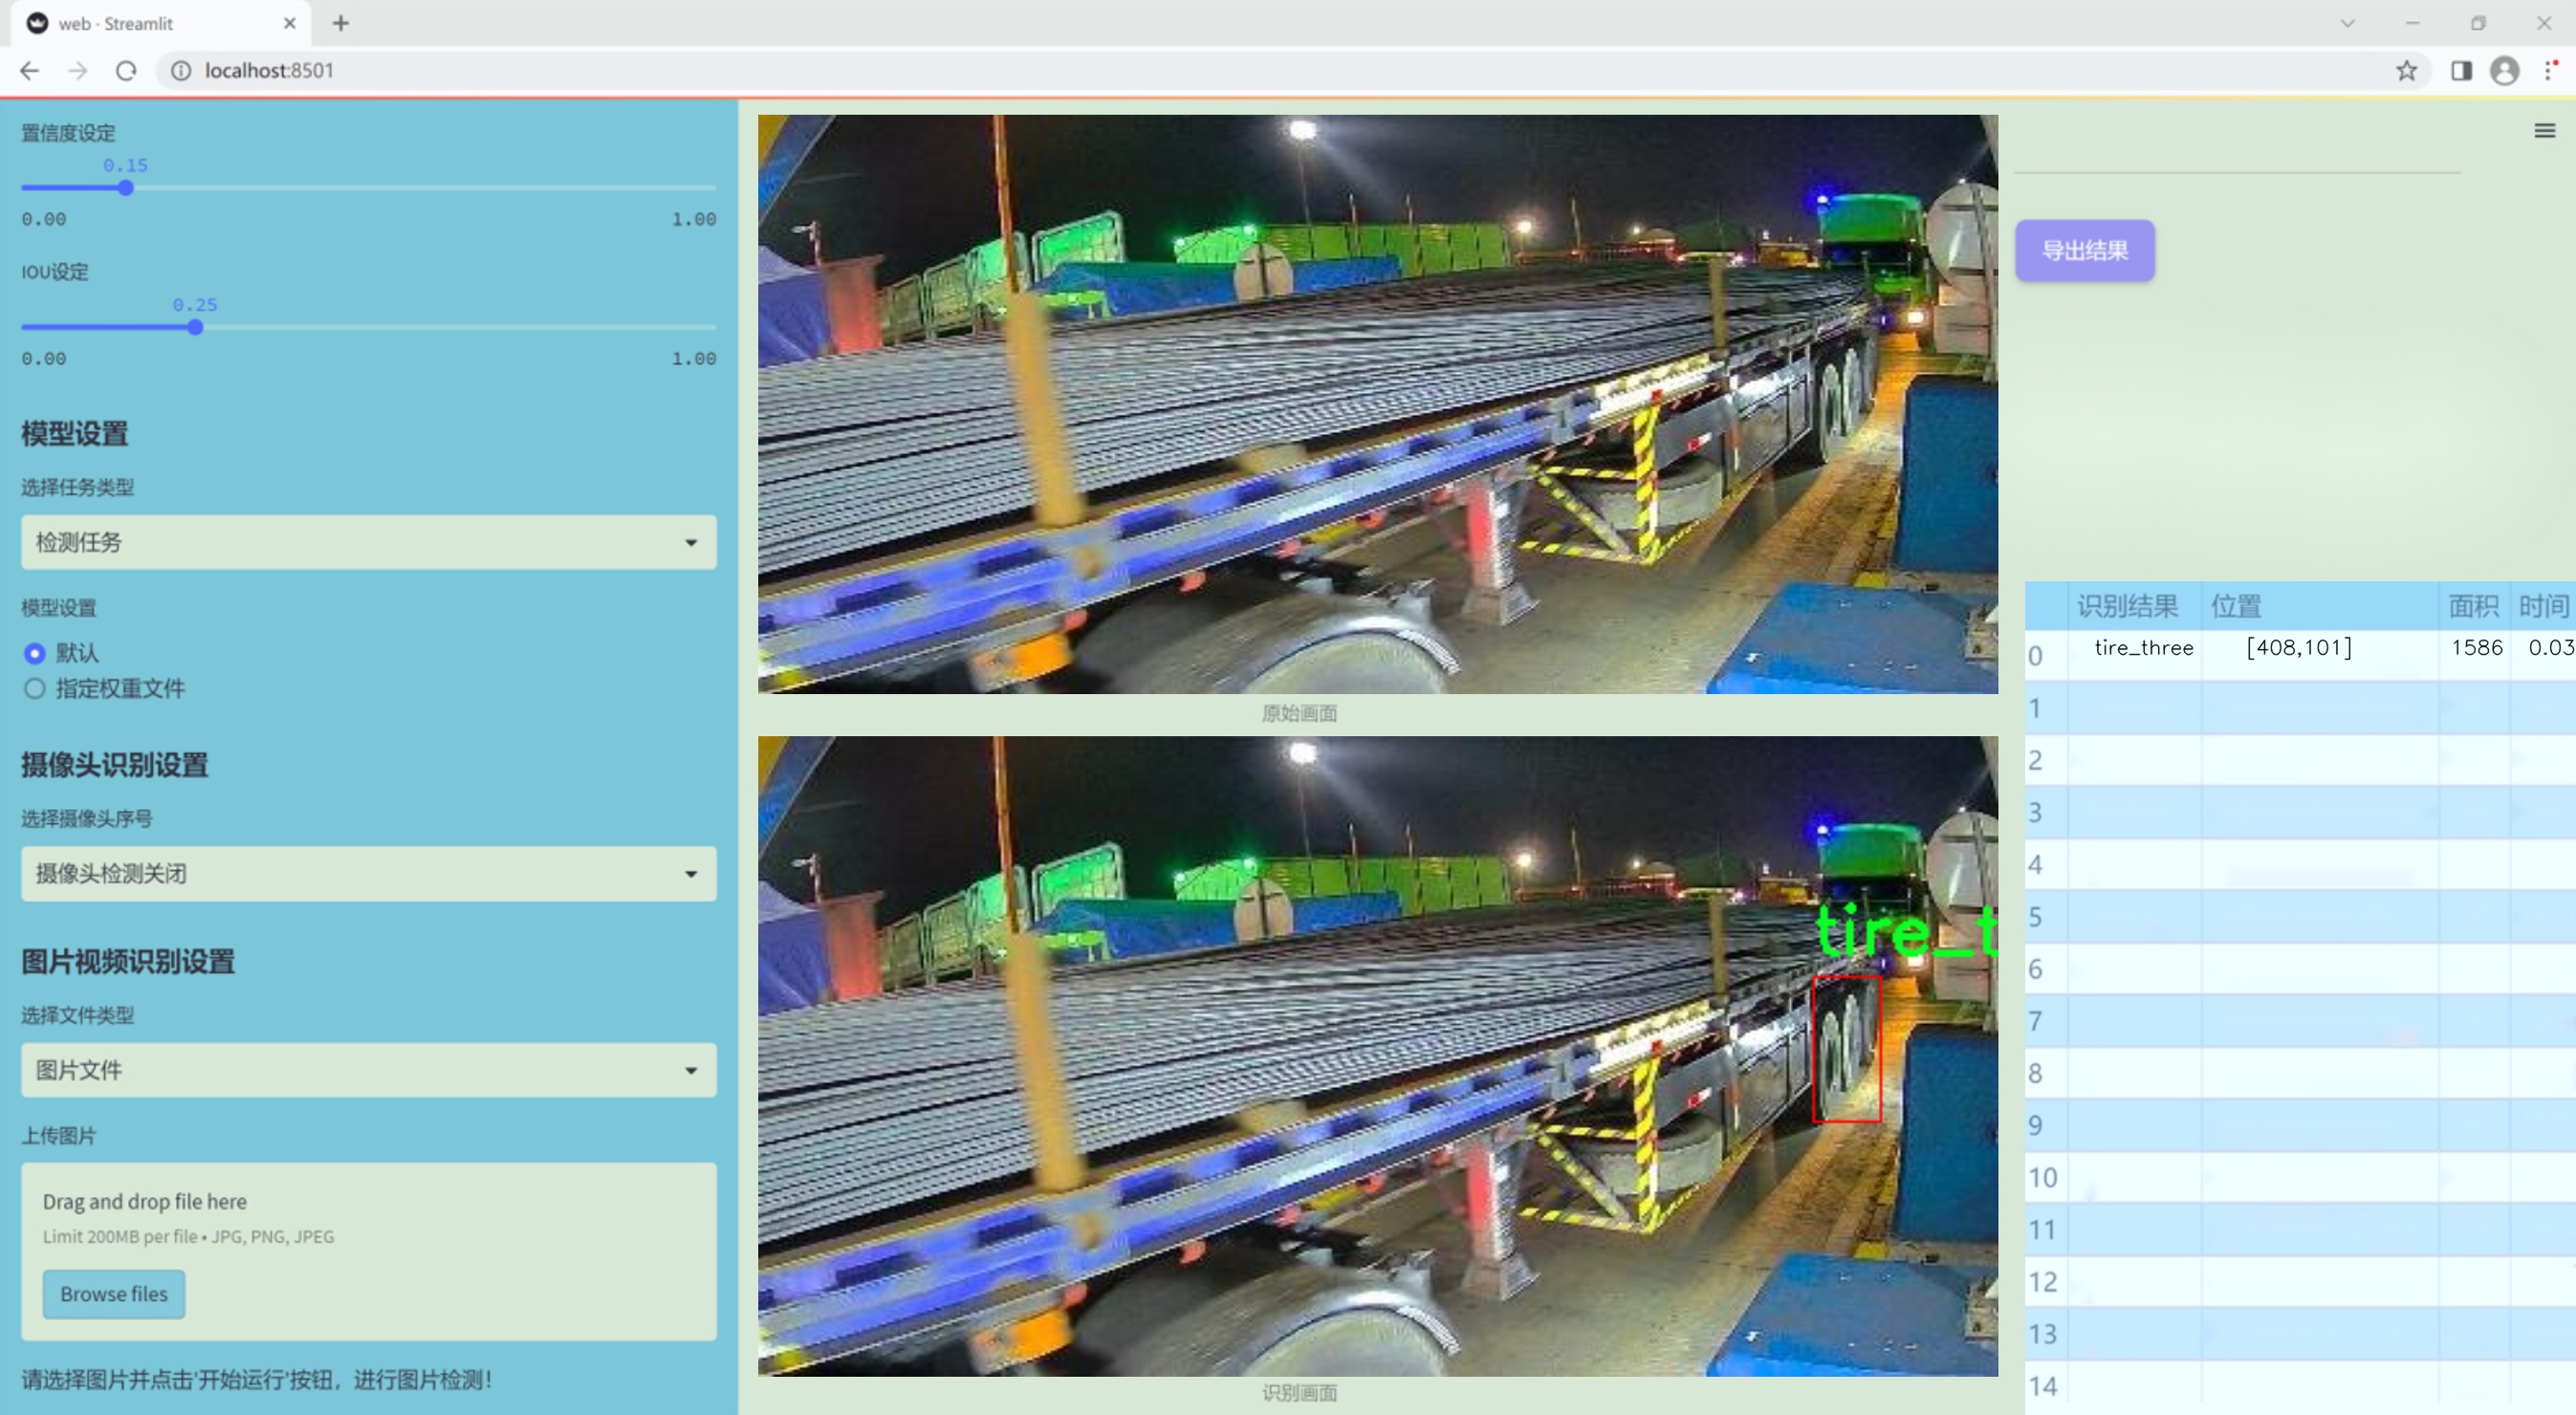 web · Streamlit
localhost:8501
置信度设定
0.15
0.00 1.00
IOU设定
0.25
0.00 1.00
模型设置
选择任务类型
检测任务
模型设置
默认
指定权重文件
摄像头识别设置
选择摄像头序号
摄像头检测关闭
图片视频识别设置
选择文件类型
图片文件
上传图片
Drag and drop file here
Limit 200MB per file • JPG, PNG, JPEG
Browse files
请选择图片并点击'开始运行'按钮，进行图片检测！
原始画面
tire_t
识别画面
导出结果
识别结果 位置 面积 时间
0 tire_three [408,101] 1586 0.03
1
2
3
4
5
6
7
8
9
10
11
12
13
14